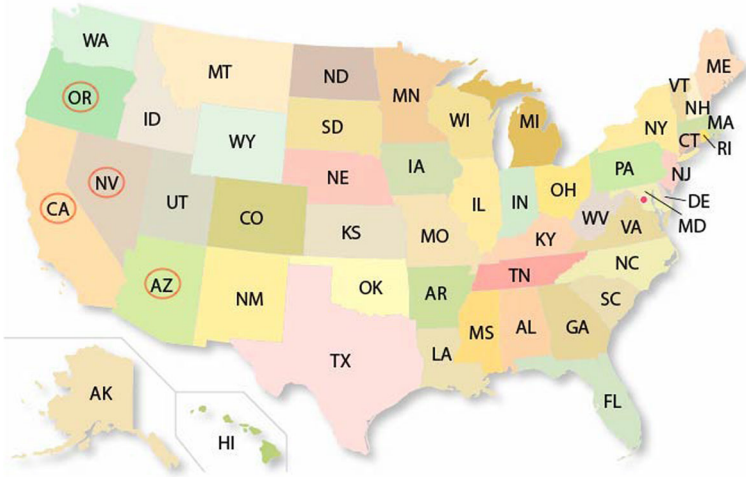 WA
MT
ND
MN
ME
VT
NH
OR
ID
SD
WI
MI
NY
MA
CT
RI
WY
NV
UT
NE
IA
PA
NJ
CA
CO
KS
IL
IN
OH
WV
DE
MD
MO
KY
VA
AZ
NM
OK
AR
TN
NC
SC
TX
LA
MS
AL
GA
FL
AK
HI